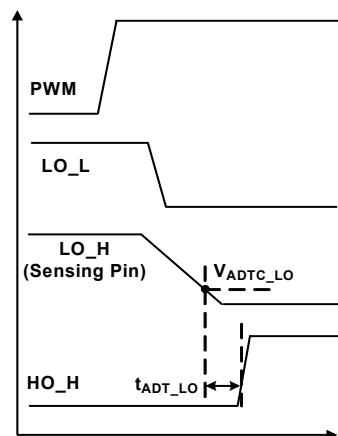 PWM
LO_L
LO_H
(Sensing Pin)
VADTC_LO
tADT_LO
HO_H